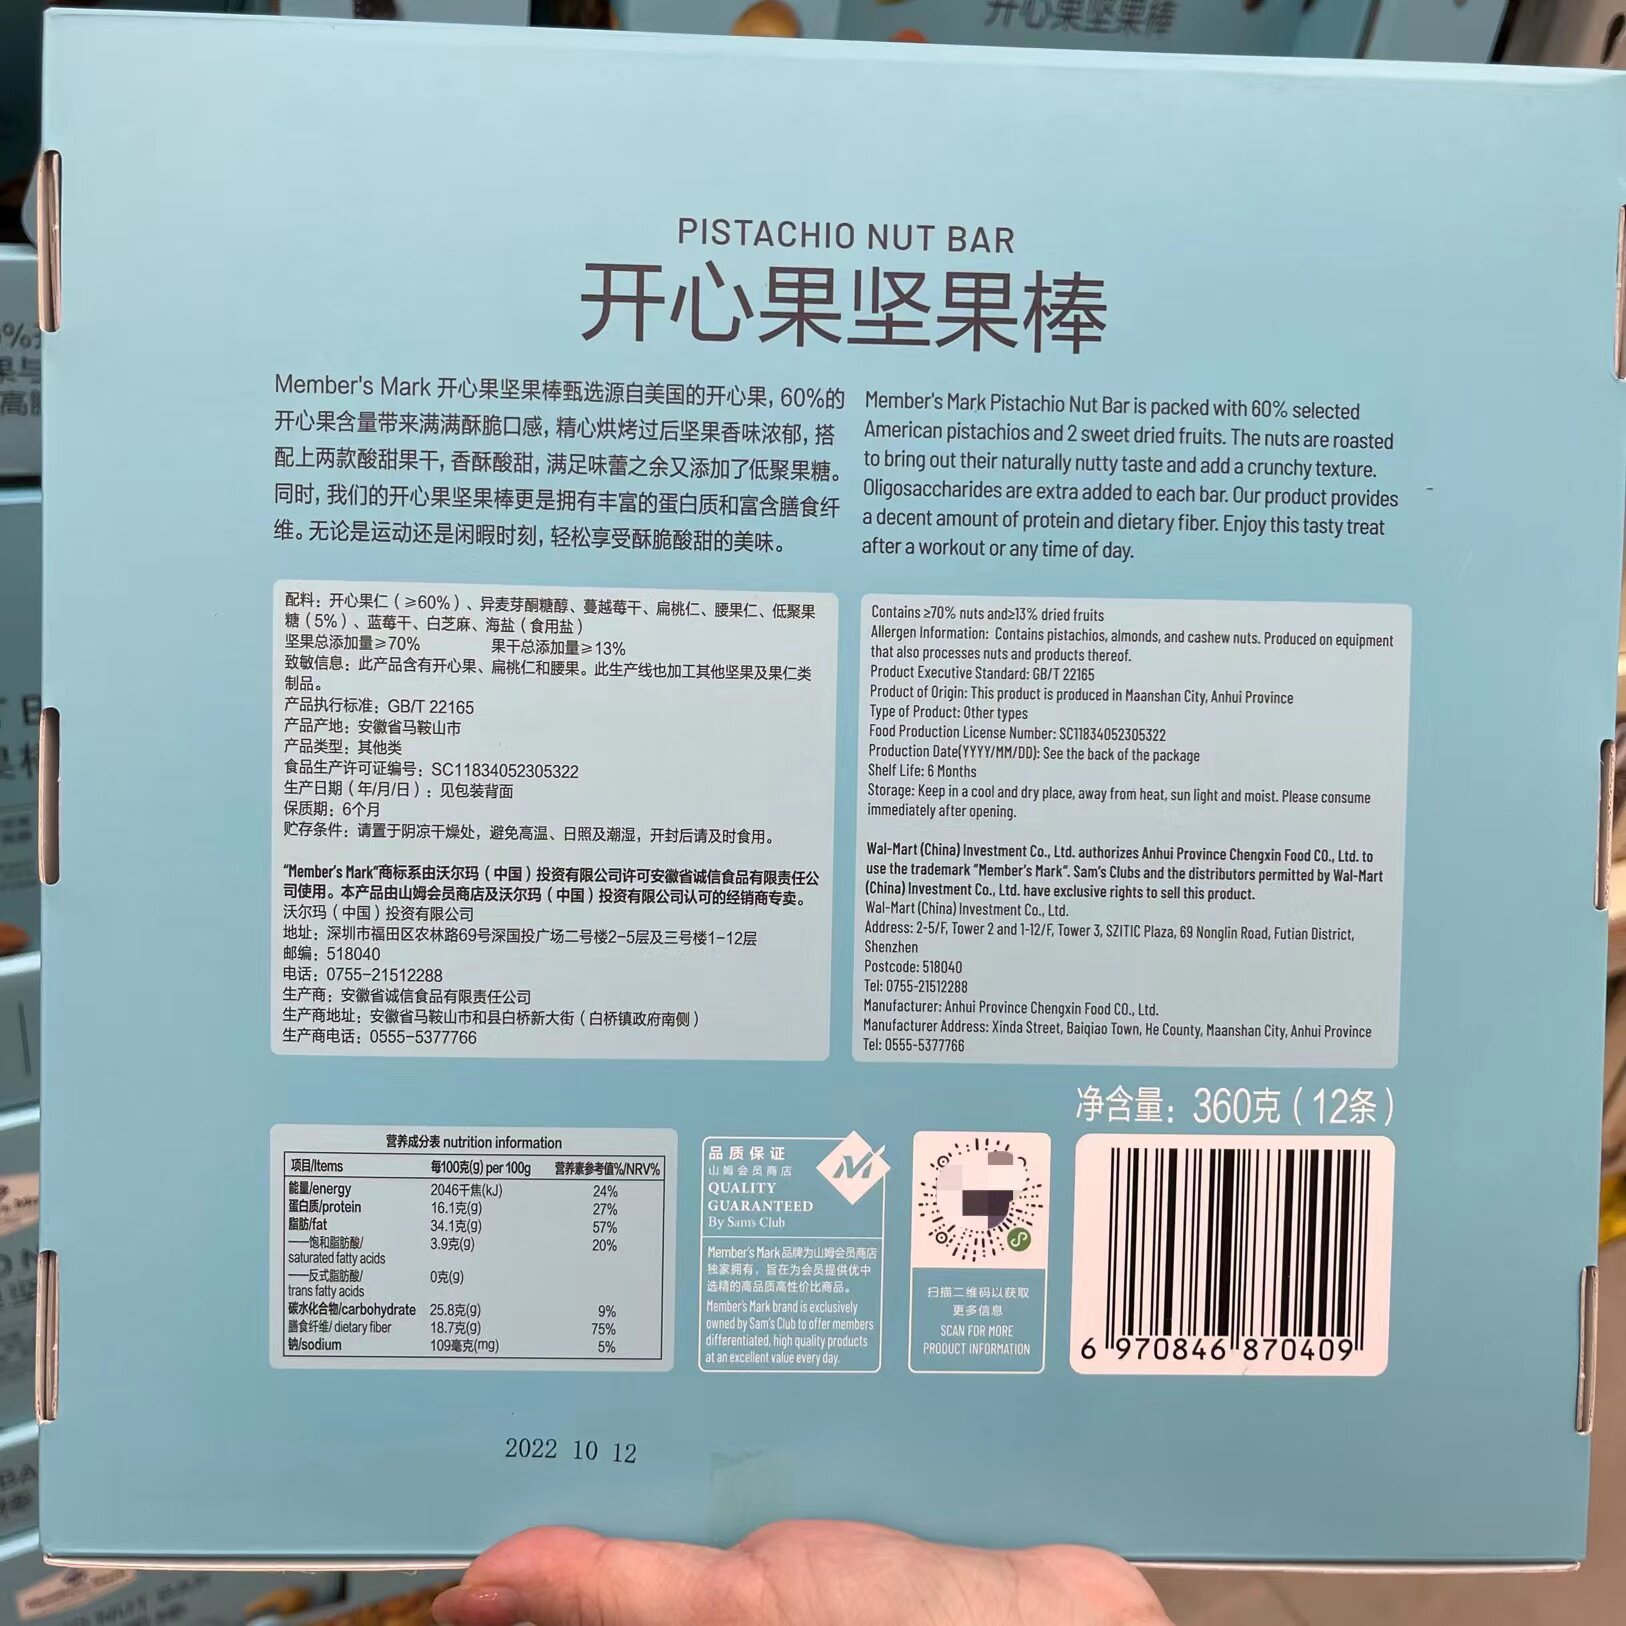 开心果坚果棒
PISTACHIO NUT BAR
开心果坚果棒
Member's Mark 开心果坚果棒甄选源自美国的开心果, 60%的
开心果含量带来满满酥脆口感, 精心烘烤过后坚果香味浓郁, 搭
配上两款酸甜果干, 香酥酸甜, 满足味蕾之余又添加了低聚果糖。
同时, 我们的开心果坚果棒更是拥有丰富的蛋白质和富含膳食纤
维。无论是运动还是闲暇时刻, 轻松享受酥脆酸甜的美味。
Member's Mark Pistachio Nut Bar is packed with 60% selected
American pistachios and 2 sweet dried fruits. The nuts are roasted
to bring out their naturally nutty taste and add a crunchy texture.
Oligosaccharides are extra added to each bar. Our product provides
a decent amount of protein and dietary fiber. Enjoy this tasty treat
after a workout or any time of day.
配料：开心果仁（≥60%）、异麦芽酮糖醇、蔓越莓干、扁桃仁、腰果仁、低聚果
糖（5%）、蓝莓干、白芝麻、海盐（食用盐）
坚果总添加量≥70% 果干总添加量≥13%
致敏信息：此产品含有开心果、扁桃仁和腰果。此生产线也加工其他坚果及果仁类
制品。
产品执行标准：GB/T 22165
产品产地：安徽省马鞍山市
产品类型：其他类
食品生产许可证编号：SC11834052305322
生产日期（年/月/日）：见包装背面
保质期：6个月
贮存条件：请置于阴凉干燥处，避免高温、日照及潮湿，开封后请及时食用。
“Member's Mark”商标系由沃尔玛（中国）投资有限公司许可安徽省诚信食品有限责任公
司使用。本产品由山姆会员商店及沃尔玛（中国）投资有限公司认可的经销商专卖。
沃尔玛（中国）投资有限公司
地址：深圳市福田区农林路69号深国投广场二号楼2-5层及三号楼1-12层
邮编：518040
电话：0755-21512288
生产商：安徽省诚信食品有限责任公司
生产商地址：安徽省马鞍山市和县白桥新大街（白桥镇政府南侧）
生产商电话：0555-5377766
Contains ≥70% nuts and≥13% dried fruits
Allergen Information: Contains pistachios, almonds, and cashew nuts. Produced on equipment
that also processes nuts and products thereof.
Product Executive Standard: GB/T 22165
Product of Origin: This product is produced in Maanshan City, Anhui Province
Type of Product: Other types
Food Production License Number: SC11834052305322
Production Date(YYYY/MM/DD): See the back of the package
Shelf Life: 6 Months
Storage: Keep in a cool and dry place, away from heat, sun light and moist. Please consume
immediately after opening.
Wal-Mart (China) Investment Co., Ltd. authorizes Anhui Province Chengxin Food CO., Ltd. to
use the trademark “Member's Mark”. Sam's Clubs and the distributors permitted by Wal-Mart
(China) Investment Co., Ltd. have exclusive rights to sell this product.
Wal-Mart (China) Investment Co., Ltd.
Address: 2-5/F, Tower 2 and 1-12/F, Tower 3, SZITIC Plaza, 69 Nonglin Road, Futian District,
Shenzhen
Postcode: 518040
Tel: 0755-21512288
Manufacturer: Anhui Province Chengxin Food CO., Ltd.
Manufacturer Address: Xinda Street, Baiqiao Town, He County, Maanshan City, Anhui Province
Tel: 0555-5377766
净含量：360克（12条）
营养成分表 nutrition information
项目/Items 每100克(g) per 100g 营养素参考值%/NRV%
能量/energy 2046千焦(kJ) 24%
蛋白质/protein 16.1克(g) 27%
脂肪/fat 34.1克(g) 57%
——饱和脂肪酸/ 3.9克(g) 20%
saturated fatty acids
——反式脂肪酸/ 0克(g)
trans fatty acids
碳水化合物/carbohydrate 25.8克(g) 9%
膳食纤维/ dietary fiber 18.7克(g) 75%
钠/sodium 109毫克(mg) 5%
品质保证
山姆会员商店
QUALITY
GUARANTEED
By Sams Club
Member's Mark 品牌为山姆会员商店
独家拥有，旨在为会员提供优中
选精的高品质高性价比商品。
Member's Mark brand is exclusively
owned by Sam's Club to offer members
differentiated, high quality products
at an excellent value every day.
扫描二维码以获取
更多信息
SCAN FOR MORE
PRODUCT INFORMATION
6 970846 870409
2022 10 12